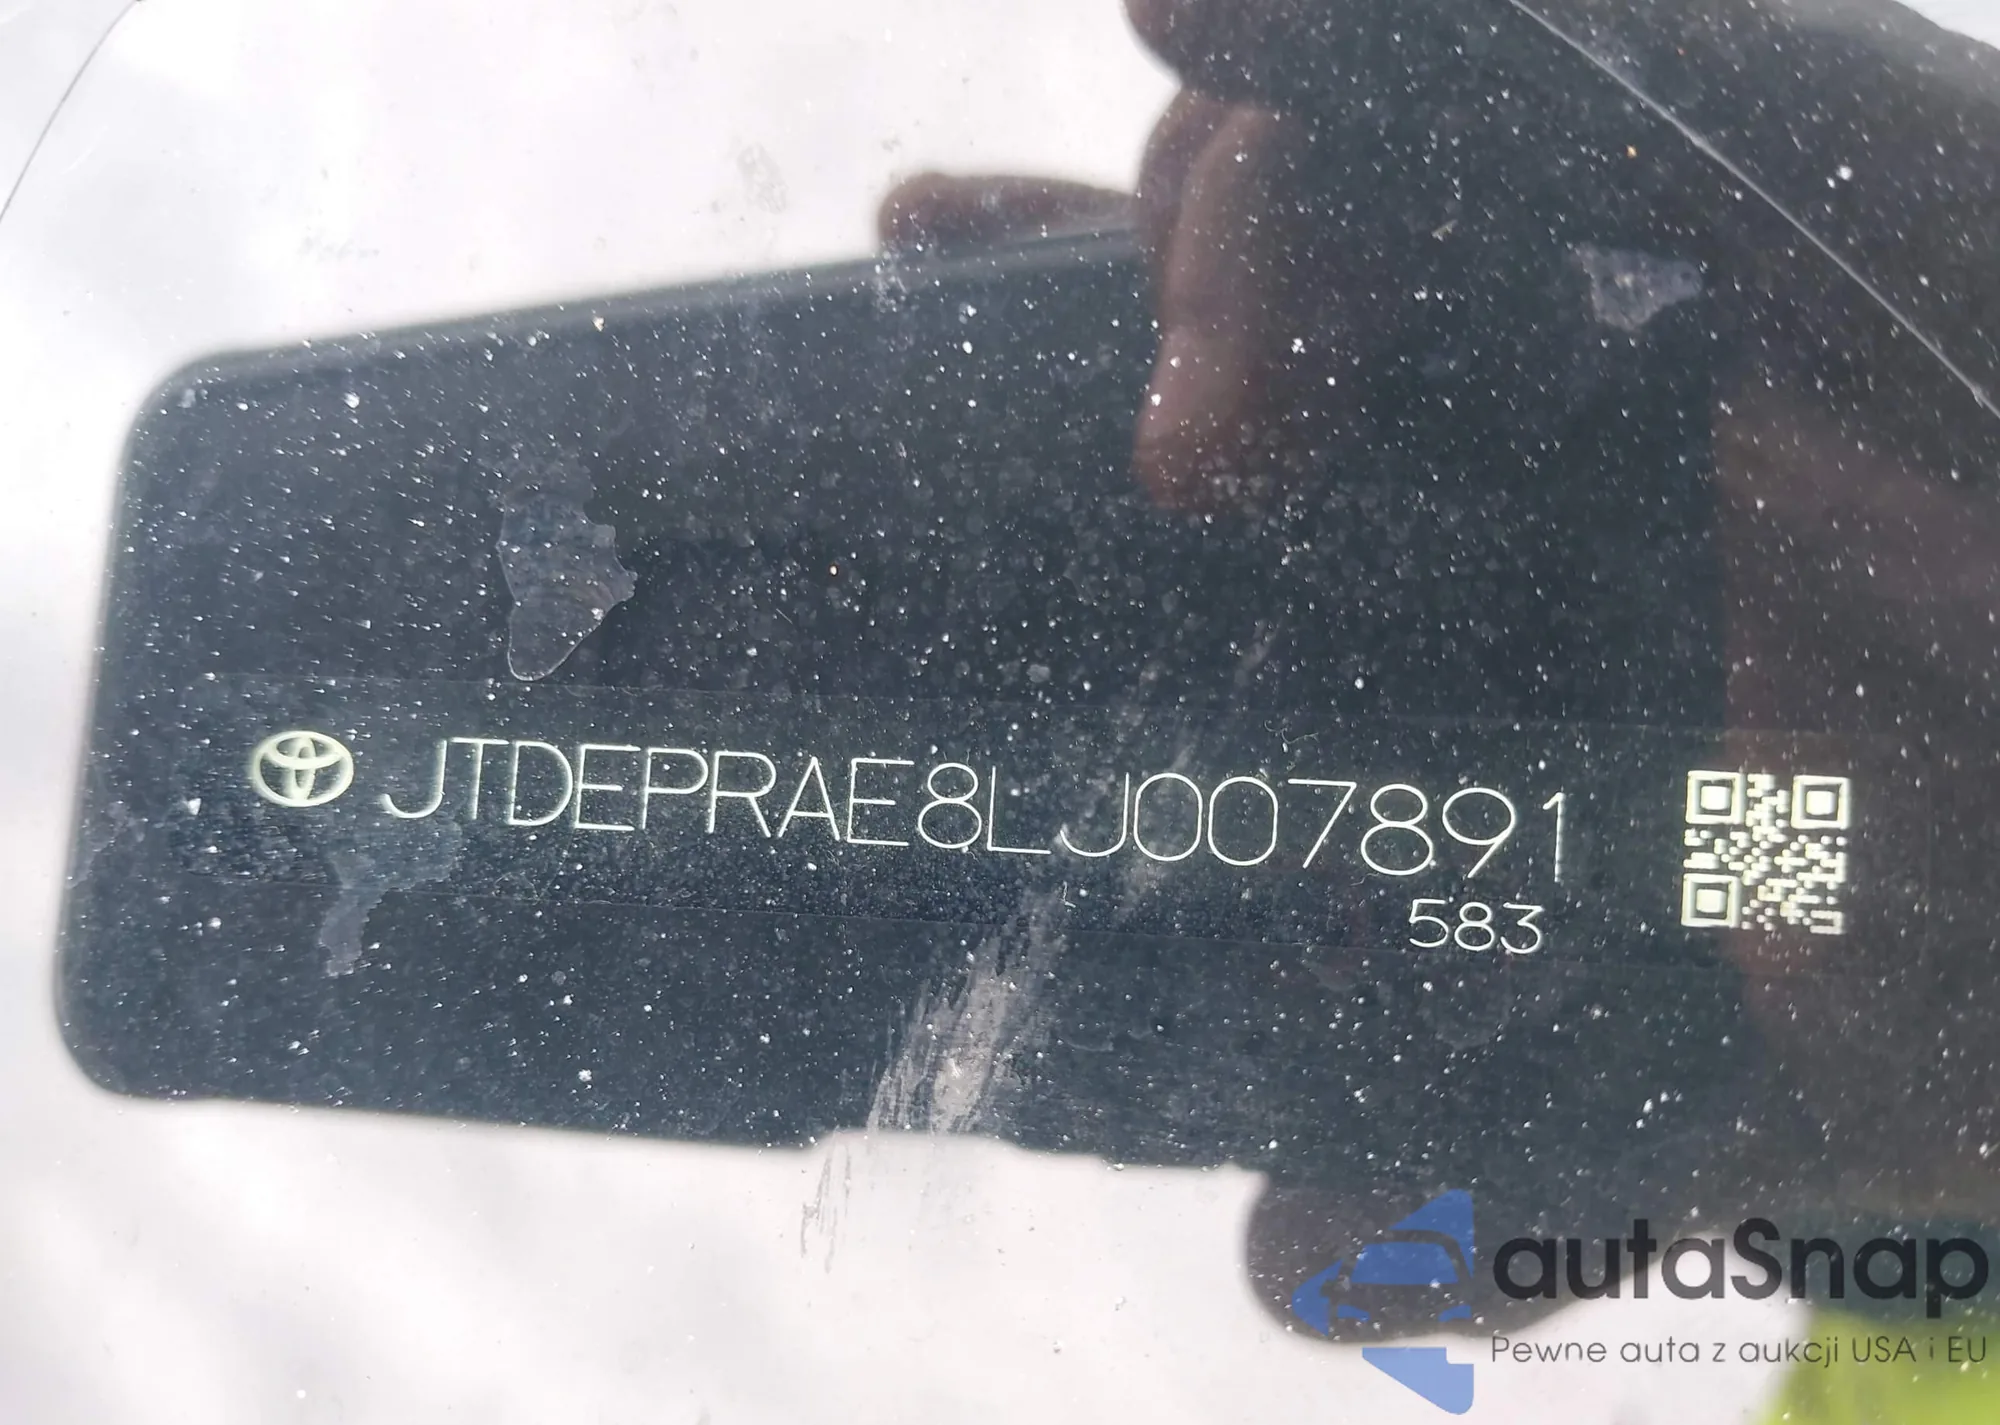 JTDEPRAE8LJ007891
583
autaSnap
Pewne auta z aukcji USA i EU